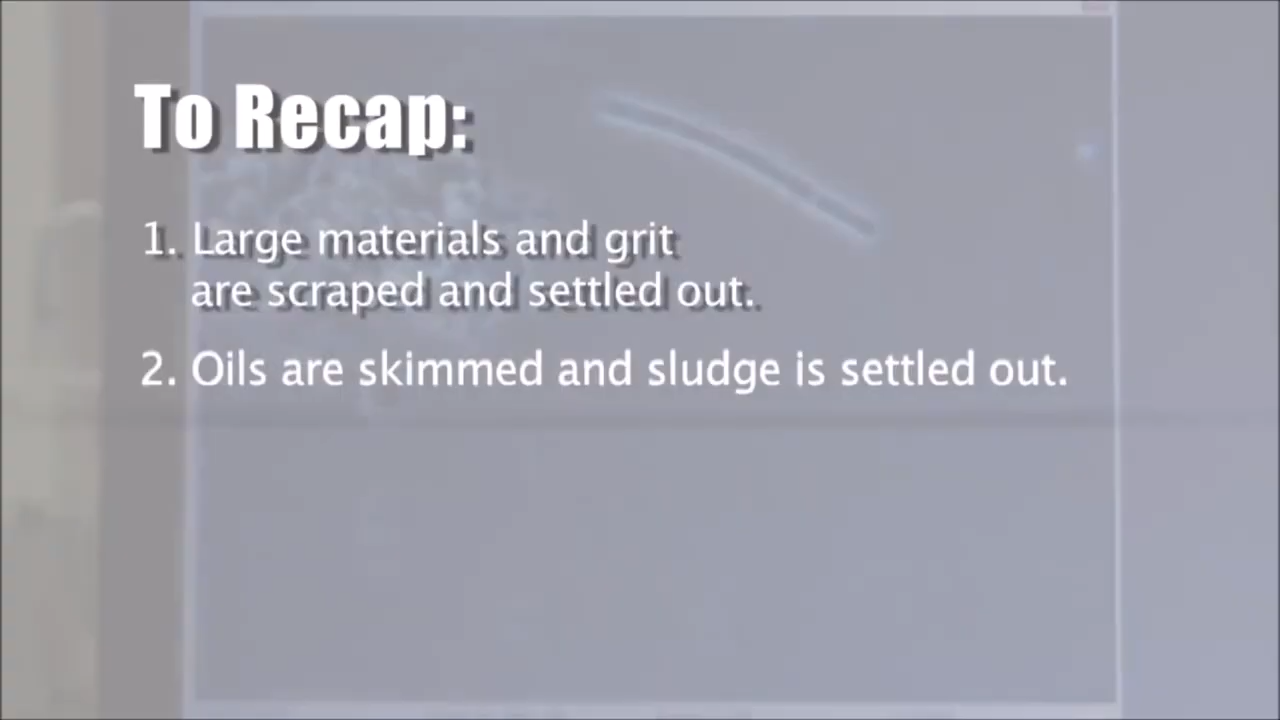 To Recap:
1. Large materials and grit
are scraped and settled out.
2. Oils are skimmed and sludge is settled out.